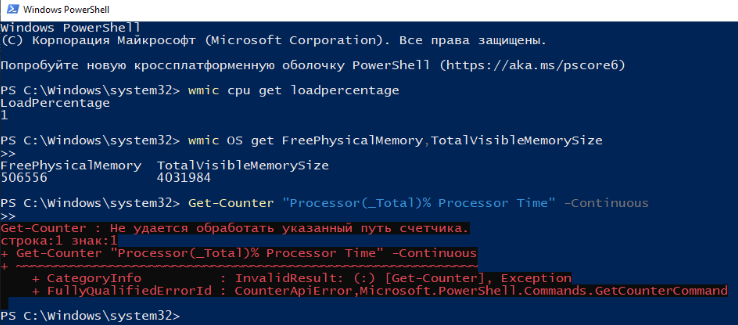 Windows PowerShell
Windows PowerShell
(C) Корпорация Майкрософт (Microsoft Corporation). Все права защищены.
Попробуйте новую кроссплатформенную оболочку PowerShell (https://aka.ms/pscore6)
PS C:\Windows\system32> wmic cpu get loadpercentage
LoadPercentage
1
PS C:\Windows\system32> wmic OS get FreePhysicalMemory,TotalVisibleMemorySize
>>
FreePhysicalMemory  TotalVisibleMemorySize
506556              4031984
PS C:\Windows\system32> Get-Counter "Processor(_Total)% Processor Time" -Continuous
>>
Get-Counter : Не удается обработать указанный путь счетчика.
строка:1 знак:1
+ Get-Counter "Processor(_Total)% Processor Time" -Continuous
+ ~~~~~~~~~~~~~~~~~~~~~~~~~~~~~~~~~~~~~~~~~~~~~~~~~~~~~~~~~~~
    + CategoryInfo          : InvalidResult: (:) [Get-Counter], Exception
    + FullyQualifiedErrorId : CounterApiError,Microsoft.PowerShell.Commands.GetCounterCommand
PS C:\Windows\system32>